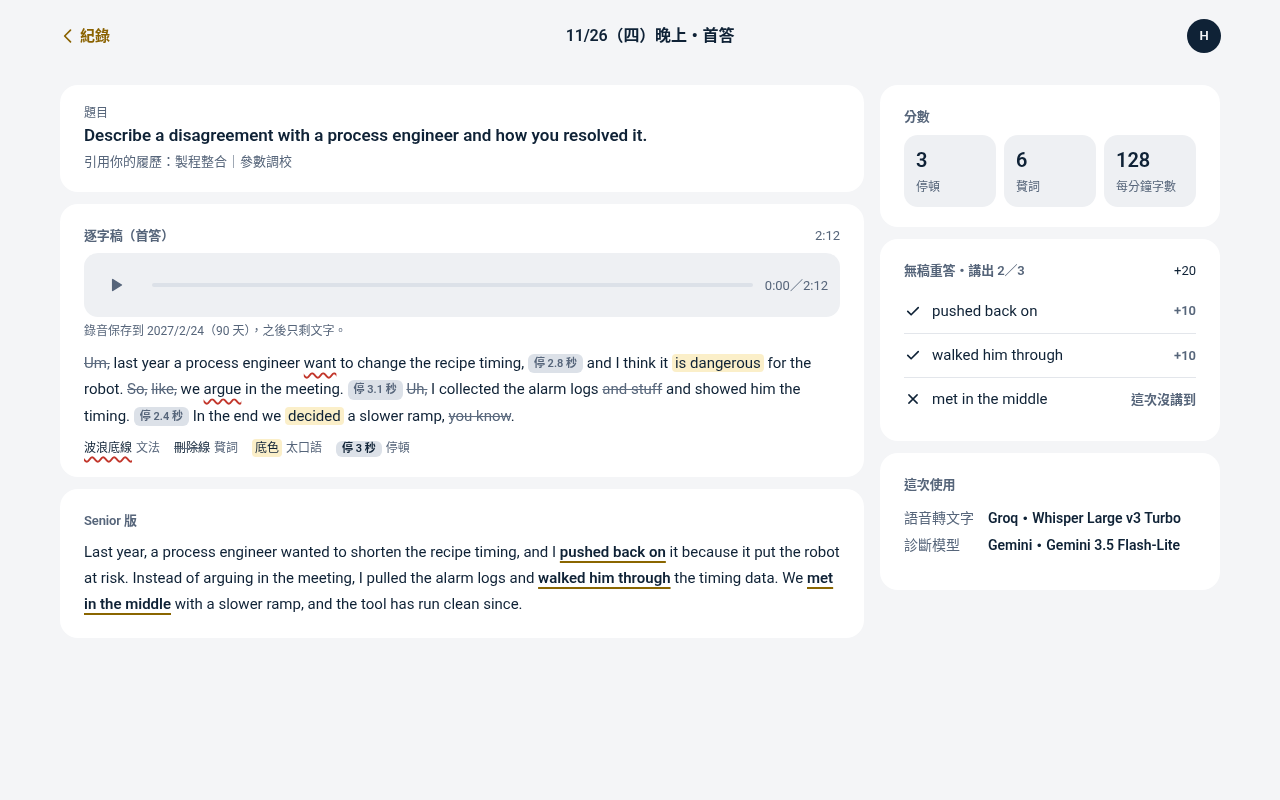 紀錄
11/26（四）晚上・首答
H
題目
Describe a disagreement with a process engineer and how you resolved it.
引用你的履歷：製程整合｜參數調校
逐字稿（首答）
2:12
0:00／2:12
錄音保存到 2027/2/24（90 天），之後只剩文字。
Um, last year a process engineer want to change the recipe timing, 停 2.8 秒 and I think it is dangerous for the
robot. So, like, we argue in the meeting. 停 3.1 秒 Uh, I collected the alarm logs and stuff and showed him the
timing. 停 2.4 秒 In the end we decided a slower ramp, you know.
波浪底線 文法 刪除線 贅詞 底色 太口語 停 3 秒 停頓
Senior 版
Last year, a process engineer wanted to shorten the recipe timing, and I pushed back on it because it put the robot
at risk. Instead of arguing in the meeting, I pulled the alarm logs and walked him through the timing data. We met
in the middle with a slower ramp, and the tool has run clean since.
分數
3
停頓
6
贅詞
128
每分鐘字數
無稿重答・講出 2／3
+20
pushed back on
+10
walked him through
+10
met in the middle
這次沒講到
這次使用
語音轉文字 Groq・Whisper Large v3 Turbo
診斷模型 Gemini・Gemini 3.5 Flash-Lite